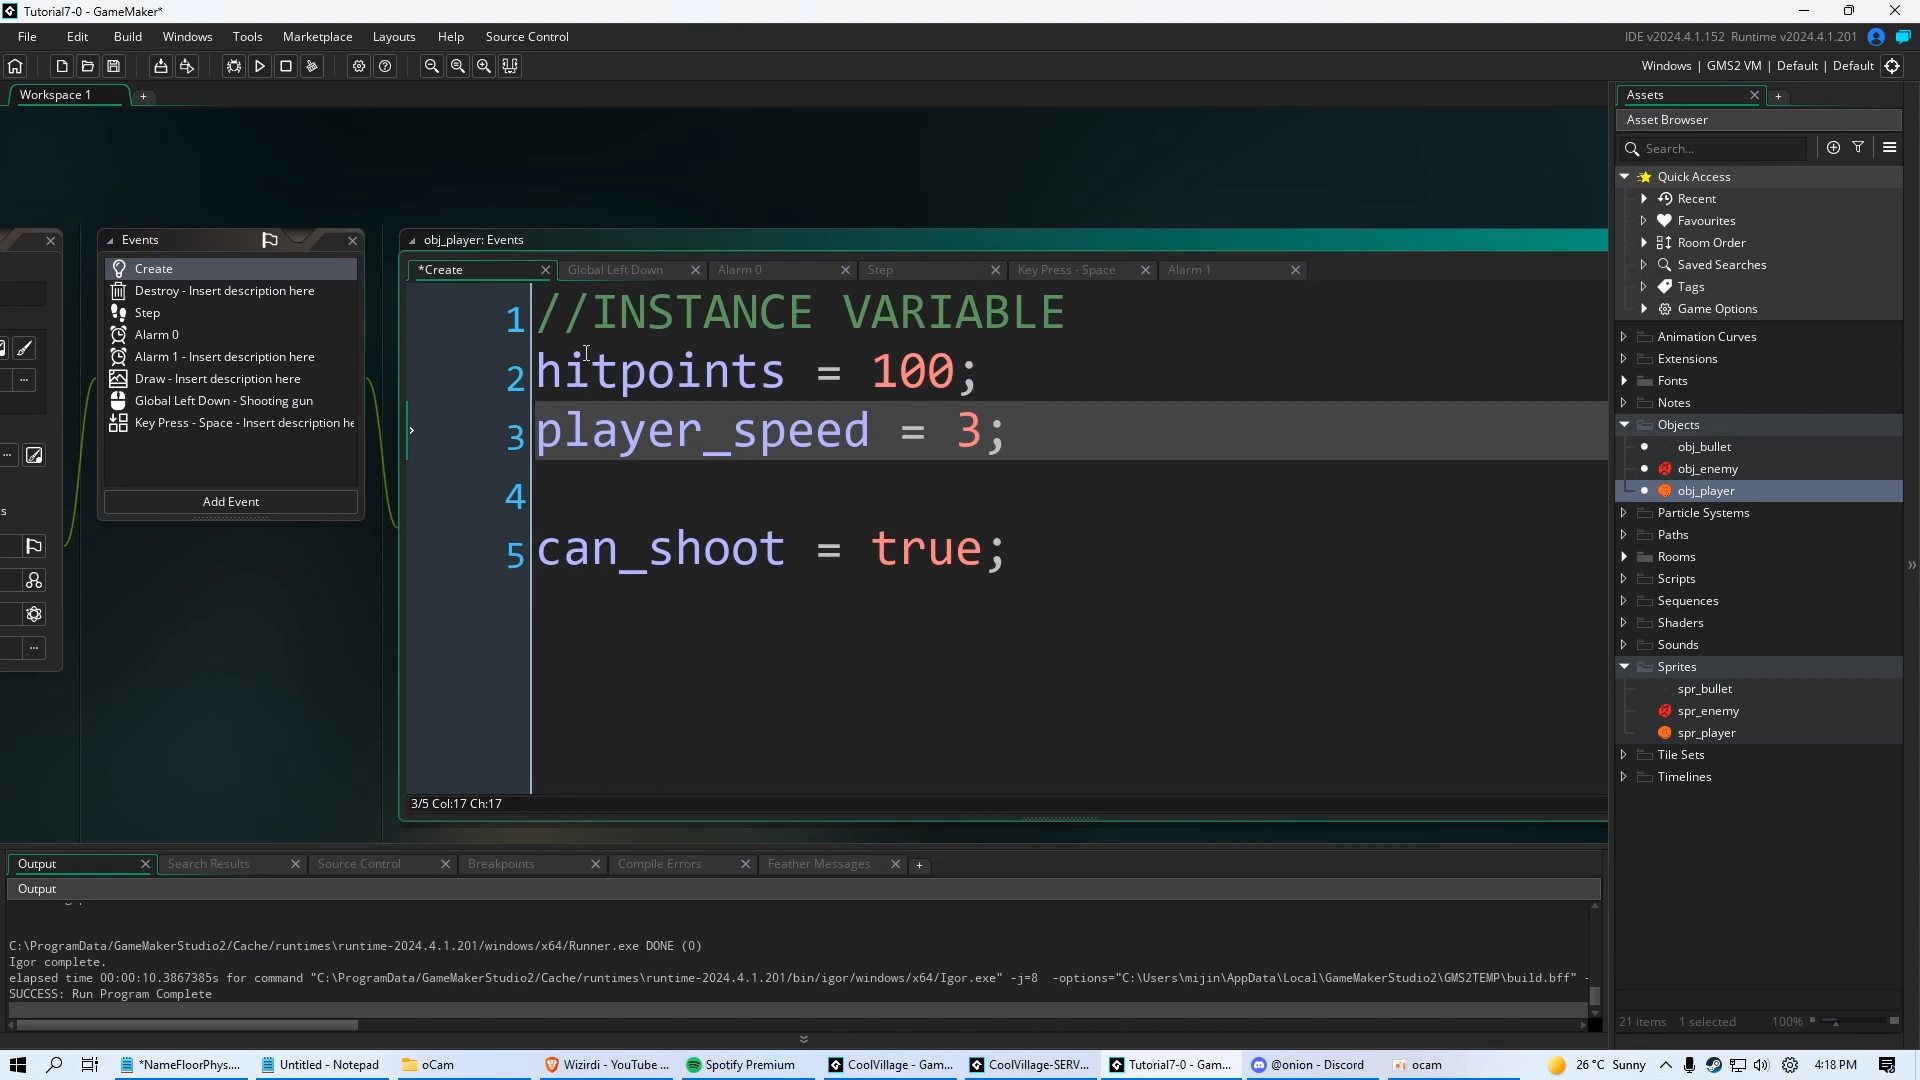 Tutorial7-0 - GameMaker*
File Edit Build Windows Tools Marketplace Layouts Help Source Control
IDE v2024.4.1.152 Runtime v2024.4.1.201
Windows | GMS2 VM | Default | Default
Workspace 1 +
Assets
Asset Browser
Search...
Quick Access
Recent
Favourites
Room Order
Saved Searches
Tags
Game Options
Animation Curves
Extensions
Fonts
Notes
Objects
obj_bullet
obj_enemy
obj_player
Particle Systems
Paths
Rooms
Scripts
Sequences
Shaders
Sounds
Sprites
spr_bullet
spr_enemy
spr_player
Tile Sets
Timelines
21 items 1 selected 100%
Events
Create
Destroy - Insert description here
Step
Alarm 0
Alarm 1 - Insert description here
Draw - Insert description here
Global Left Down - Shooting gun
Key Press - Space - Insert description he
Add Event
obj_player: Events
*Create Global Left Down Alarm 0 Step Key Press - Space Alarm 1
1 //INSTANCE VARIABLE
2 hitpoints = 100;
3 player_speed = 3;
4
5 can_shoot = true;
3/5 Col:17 Ch:17
Output Search Results Source Control Breakpoints Compile Errors Feather Messages +
Output
C:\ProgramData/GameMakerStudio2/Cache/runtimes\runtime-2024.4.1.201/windows/x64/Runner.exe DONE (0)
Igor complete.
elapsed time 00:00:10.3867385s for command "C:\ProgramData/GameMakerStudio2/Cache/runtimes\runtime-2024.4.1.201/bin/igor/windows/x64/Igor.exe" -j=8 -options="C:\Users\mijin\AppData\Local\GameMakerStudio2\GMS2TEMP\build.bff" -
SUCCESS: Run Program Complete
*NameFloorPhys.... Untitled - Notepad oCam Wizirdi - YouTube ... Spotify Premium CoolVillage - Gam... CoolVillage-SERV... Tutorial7-0 - Gam... @onion - Discord ocam 26°C Sunny 4:18 PM